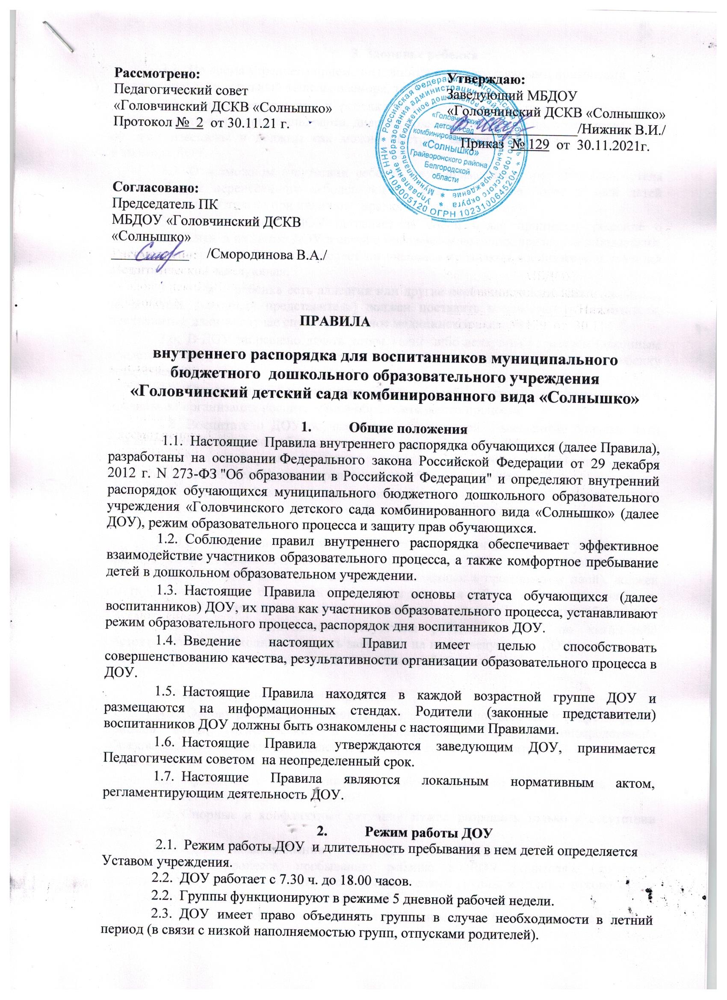 Рассмотрено:
Педагогический совет
«Головчинский ДСКВ «Солнышко»
Протокол № 2 от 30.11.21 г.
Утверждаю:
Заведующий МБДОУ
«Головчинский ДСКВ «Солнышко»
/Нижник В.И./
Приказ № 129 от 30.11.2021г.
«Головчинский
детский сад
комбинированного вида
«Солнышко»
Грайворонского района
Белгородской
области
Согласовано:
Председатель ПК
МБДОУ «Головчинский ДСКВ
«Солнышко»
/Смородинова В.А./
ПРАВИЛА
внутреннего распорядка для воспитанников муниципального
бюджетного дошкольного образовательного учреждения
«Головчинский детский сада комбинированного вида «Солнышко»
1. Общие положения
1.1. Настоящие Правила внутреннего распорядка обучающихся (далее Правила),
разработаны на основании Федерального закона Российской Федерации от 29 декабря
2012 г. N 273-ФЗ "Об образовании в Российской Федерации" и определяют внутренний
распорядок обучающихся муниципального бюджетного дошкольного образовательного
учреждения «Головчинского детского сада комбинированного вида «Солнышко» (далее
ДОУ), режим образовательного процесса и защиту прав обучающихся.
1.2. Соблюдение правил внутреннего распорядка обеспечивает эффективное
взаимодействие участников образовательного процесса, а также комфортное пребывание
детей в дошкольном образовательном учреждении.
1.3. Настоящие Правила определяют основы статуса обучающихся (далее
воспитанников) ДОУ, их права как участников образовательного процесса, устанавливают
режим образовательного процесса, распорядок дня воспитанников ДОУ.
1.4. Введение настоящих Правил имеет целью способствовать
совершенствованию качества, результативности организации образовательного процесса в
ДОУ.
1.5. Настоящие Правила находятся в каждой возрастной группе ДОУ и
размещаются на информационных стендах. Родители (законные представители)
воспитанников ДОУ должны быть ознакомлены с настоящими Правилами.
1.6. Настоящие Правила утверждаются заведующим ДОУ, принимается
Педагогическим советом на неопределенный срок.
1.7. Настоящие Правила являются локальным нормативным актом,
регламентирующим деятельность ДОУ.
2. Режим работы ДОУ
2.1. Режим работы ДОУ и длительность пребывания в нем детей определяется
Уставом учреждения.
2.2. ДОУ работает с 7.30 ч. до 18.00 часов.
2.2. Группы функционируют в режиме 5 дневной рабочей недели.
2.3. ДОУ имеет право объединять группы в случае необходимости в летний
период (в связи с низкой наполняемостью групп, отпусками родителей).